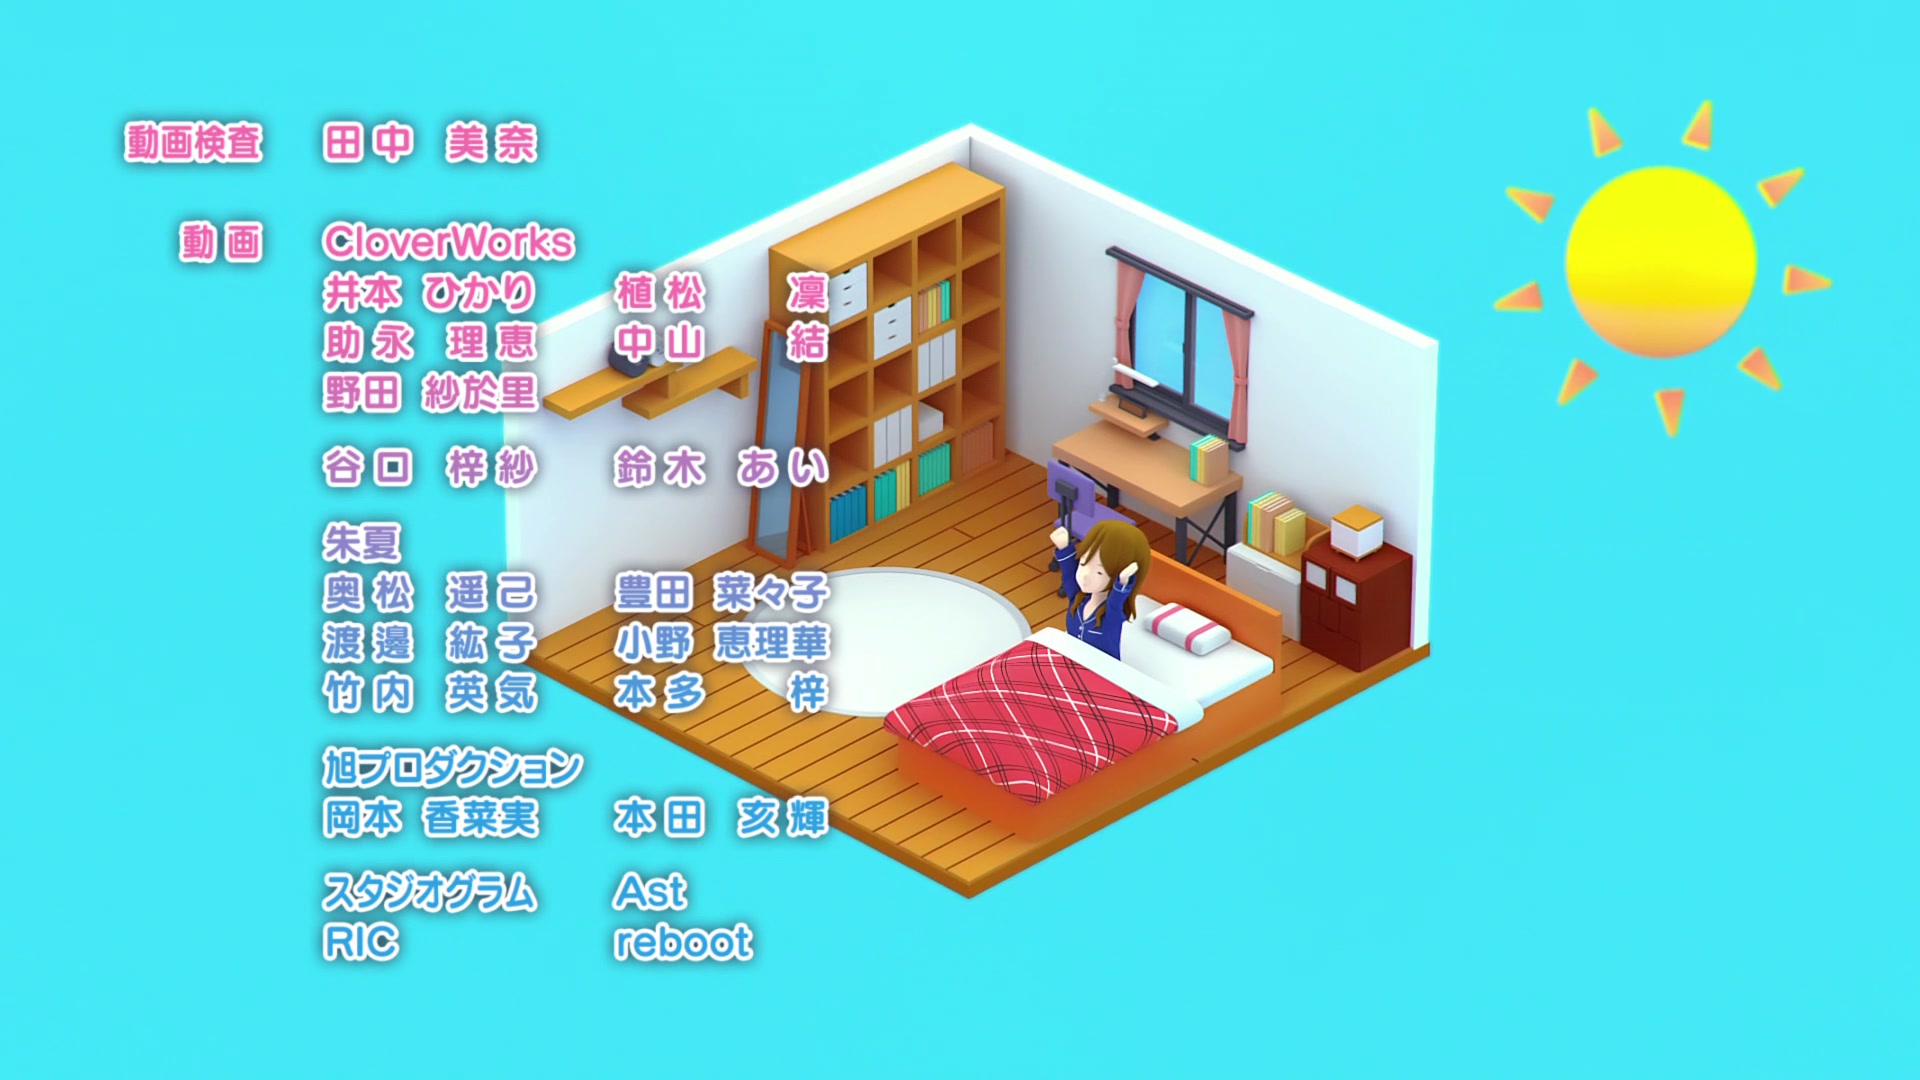 動画検査 田中 美奈
動画 CloverWorks
井本 ひかり 植松 凜
助永 理恵 中山 結
野田 紗於里
谷口 梓紗 鈴木 あい
朱夏
奥松 遥己 豊田 菜々子
渡邊 紘子 小野 恵理華
竹内 英気 本多 梓
旭プロダクション
岡本 香菜実 本田 亥輝
スタジオグラム Ast
RIC reboot